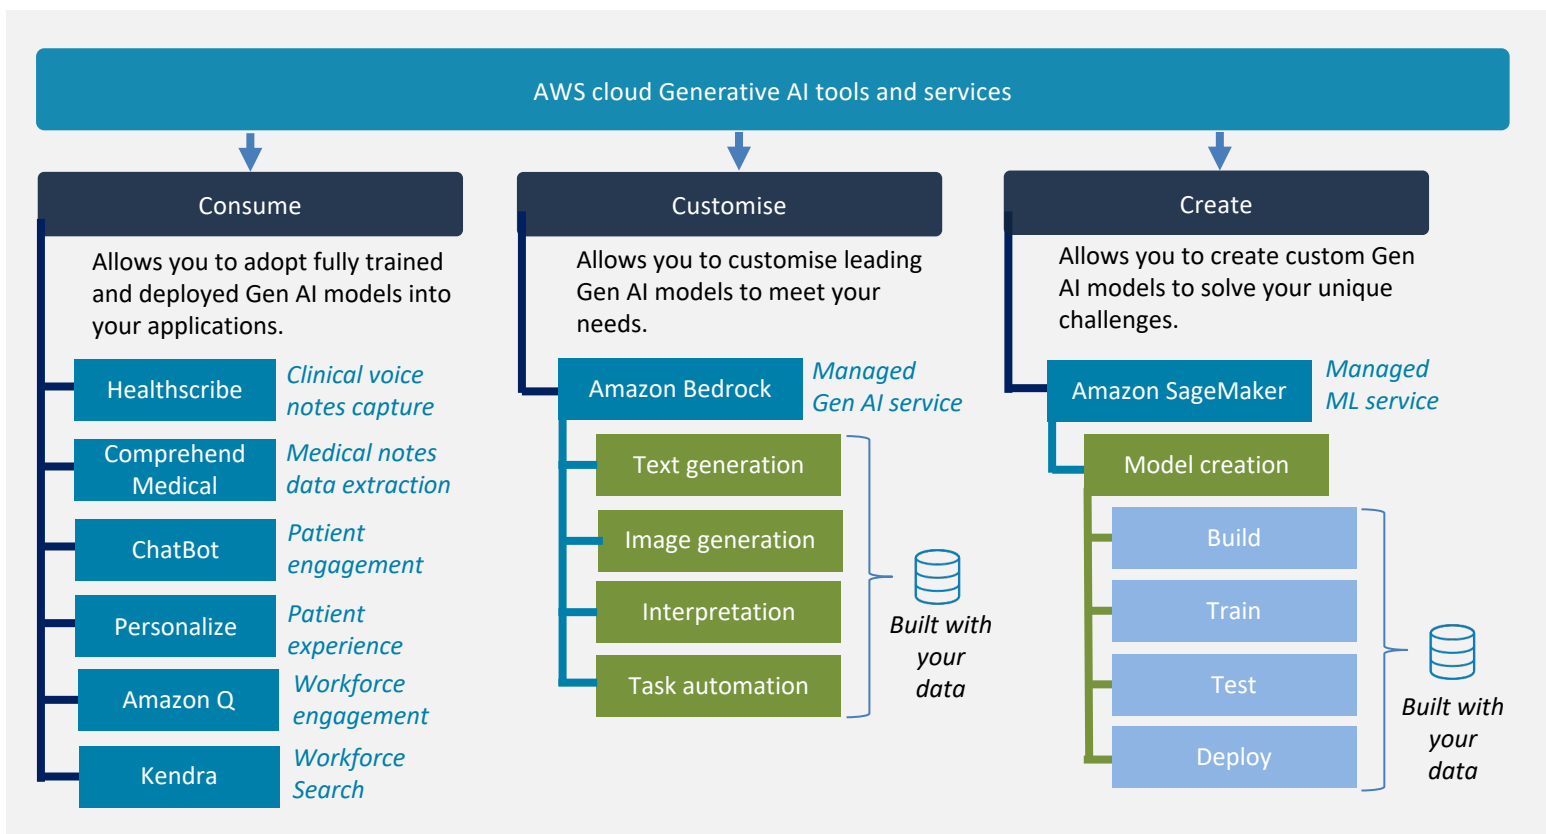 AWS cloud Generative AI tools and services
Consume
Allows you to adopt fully trained
and deployed Gen AI models into
your applications.
Healthscribe
Clinical voice
notes capture
Comprehend
Medical
Medical notes
data extraction
ChatBot
Patient
engagement
Personalize
Patient
experience
Amazon Q
Workforce
engagement
Kendra
Workforce
Search
Customise
Allows you to customise leading
Gen AI models to meet your
needs.
Amazon Bedrock
Managed
Gen AI service
Text generation
Image generation
Interpretation
Task automation
Built with
your
data
Create
Allows you to create custom Gen
AI models to solve your unique
challenges.
Amazon SageMaker
Managed
ML service
Model creation
Build
Train
Test
Deploy
Built with
your
data